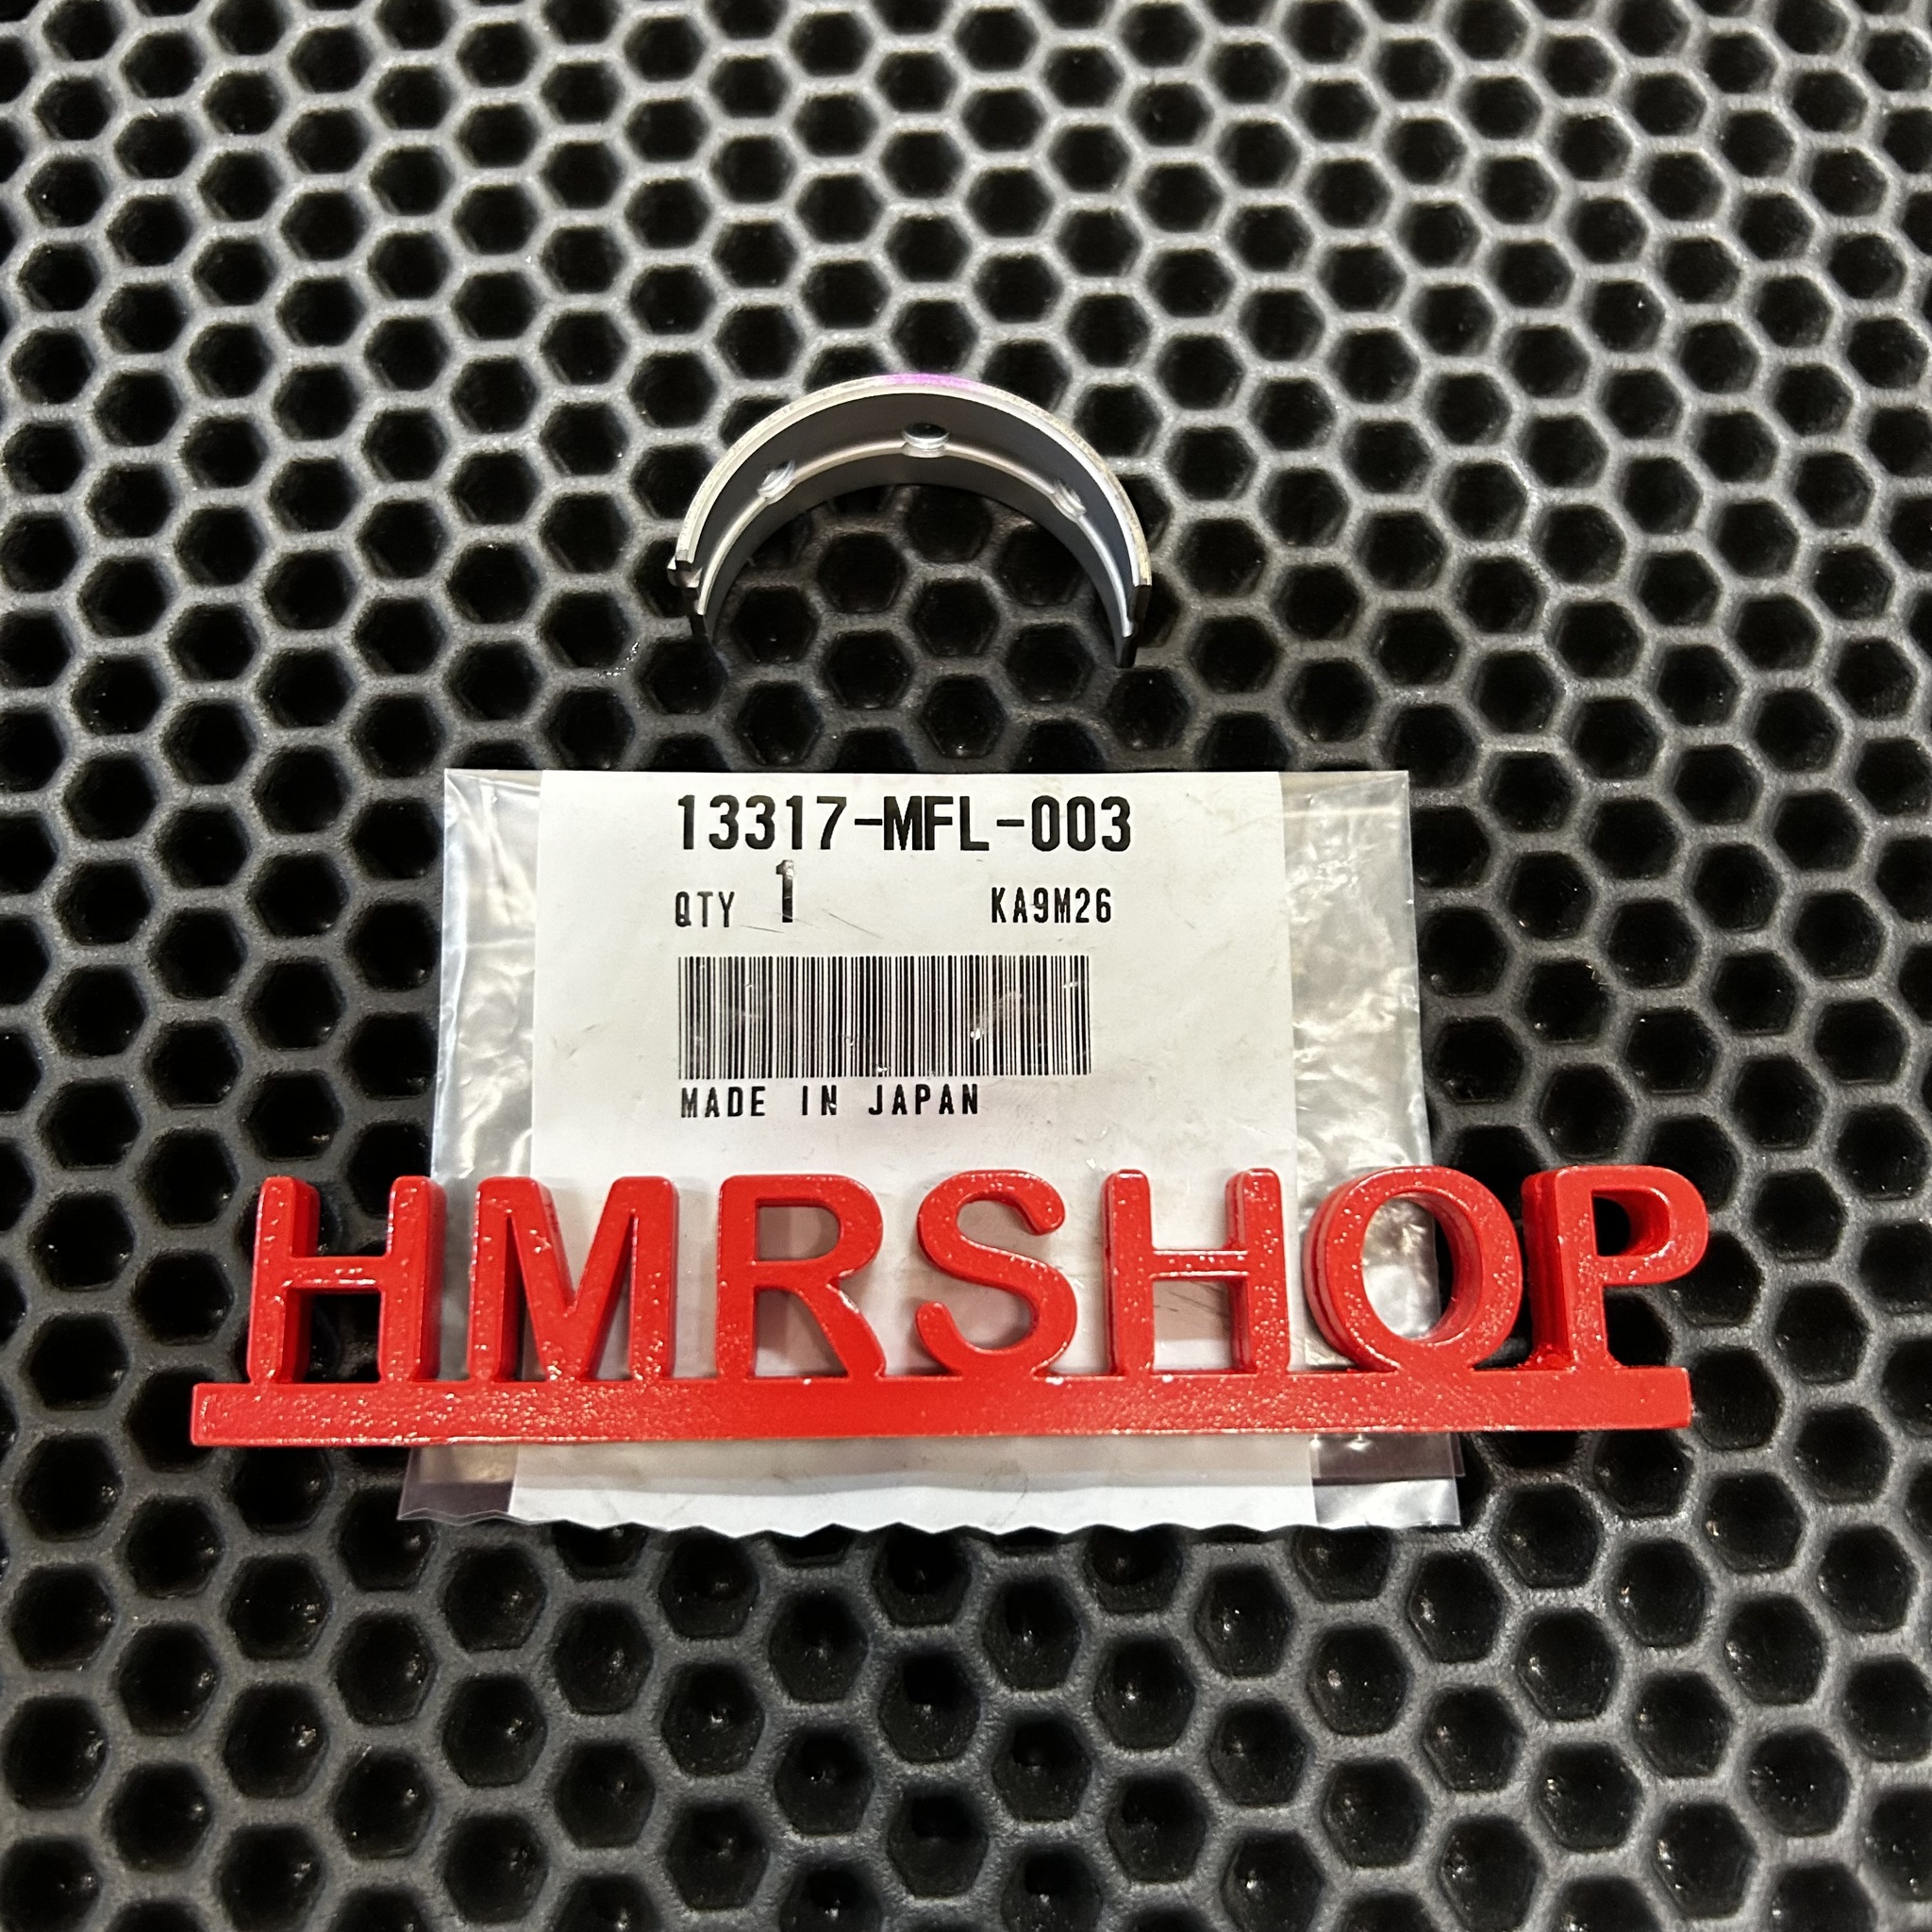 13317-MFL-003
QTY 1 KA9M26
MADE IN JAPAN
HMRSHOP